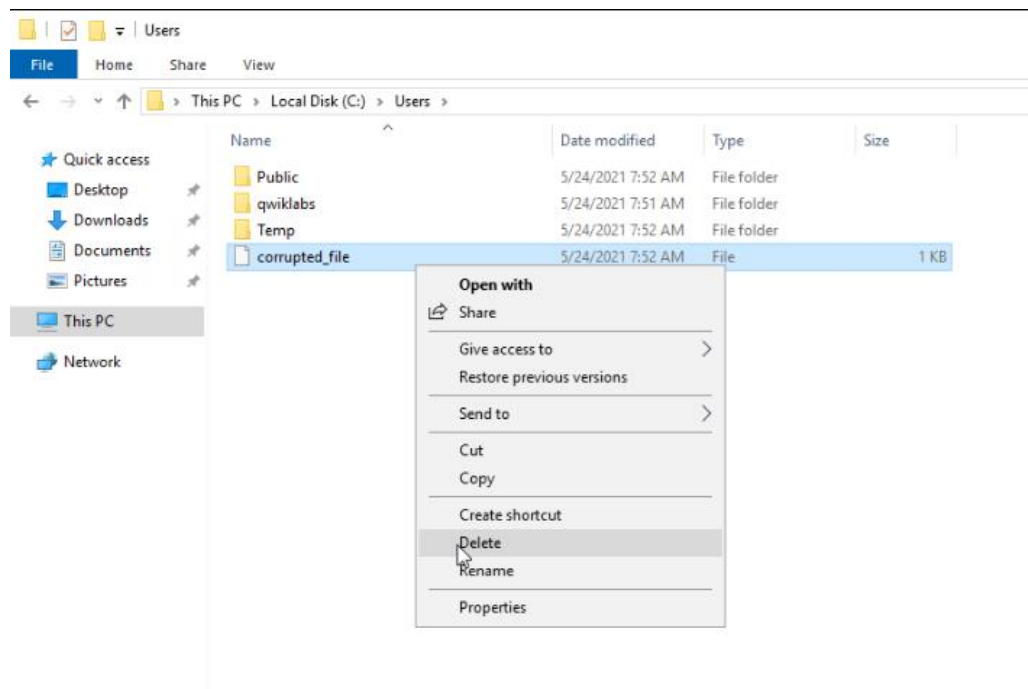 Users
File Home Share View
This PC > Local Disk (C:) > Users >
Name Date modified Type Size
Quick access
Desktop
Downloads
Documents
Pictures
This PC
Network
Public 5/24/2021 7:52 AM File folder
qwiklabs 5/24/2021 7:51 AM File folder
Temp 5/24/2021 7:52 AM File folder
corrupted_file 5/24/2021 7:52 AM File 1 KB
Open with
Share
Give access to
Restore previous versions
Send to
Cut
Copy
Create shortcut
Delete
Rename
Properties